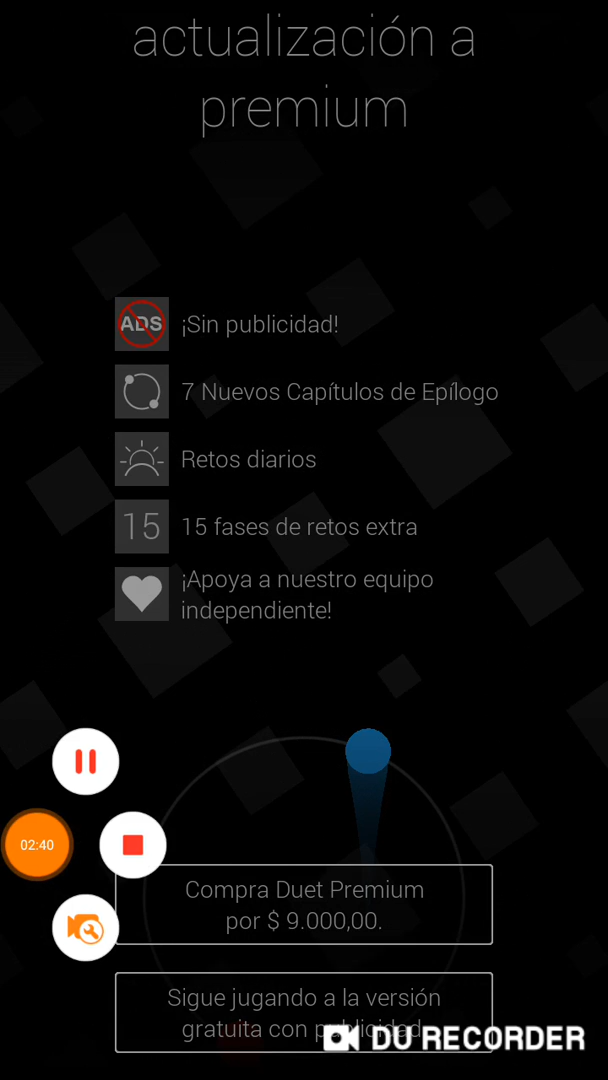 actualización a
premium
ADS
¡Sin publicidad!
7 Nuevos Capítulos de Epílogo
Retos diarios
15
15 fases de retos extra
¡Apoya a nuestro equipo
independiente!
02:40
Compra Duet Premium
por $ 9.000,00.
Sigue jugando a la versión
gratuita con publicidad
DU RECORDER